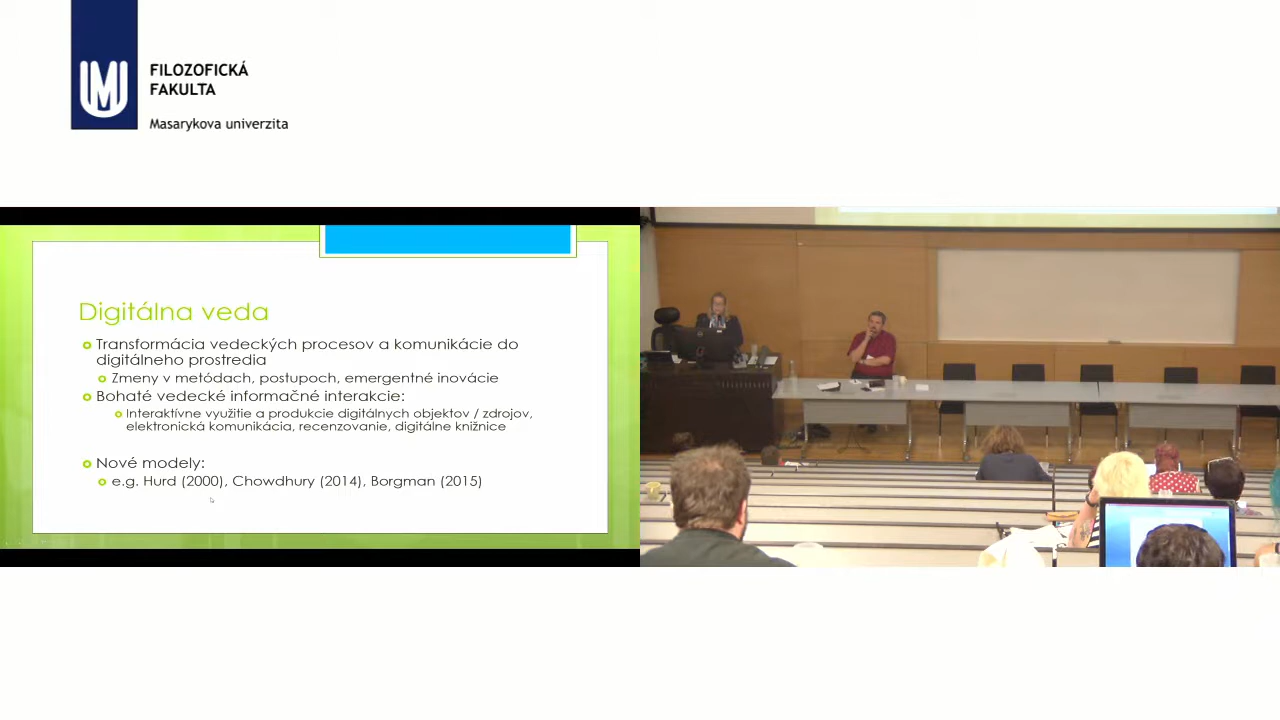 FILOZOFICKÁ
FAKULTA
Masarykova univerzita
Digitálna veda
Transformácia vedeckých procesov a komunikácie do
digitálneho prostredia
Zmeny v metódach, postupoch, emergentné inovácie
Bohaté vedecké informačné interakcie:
Interaktívne využitie a produkcie digitálnych objektov / zdrojov,
elektronická komunikácia, recenzovanie, digitálne knižnice
Nové modely:
e.g. Hurd (2000), Chowdhury (2014), Borgman (2015)